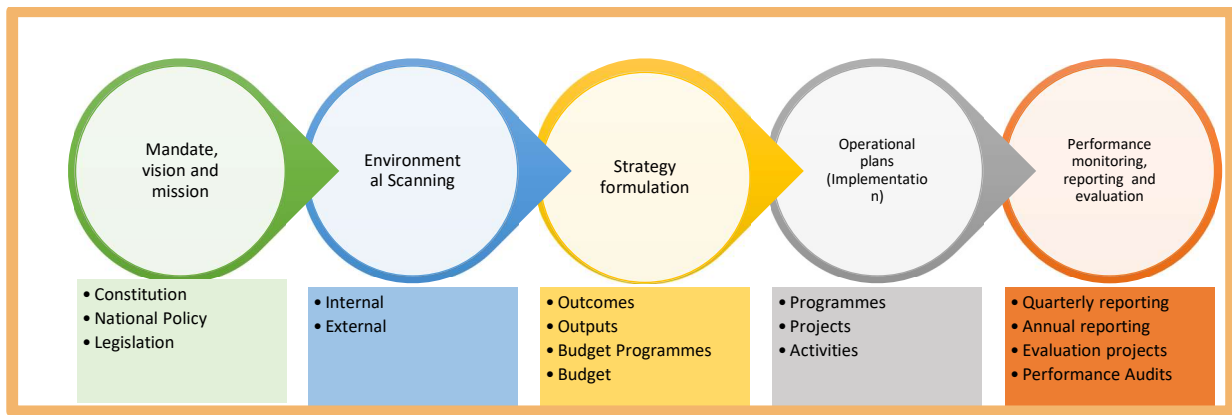 Mandate,
vision and
mission
Environment
al Scanning
Strategy
formulation
Operational
plans
(Implementatio
n)
Performance
monitoring,
reporting and
evaluation
• Constitution
• National Policy
• Legislation
• Internal
• External
• Outcomes
• Outputs
• Budget Programmes
• Budget
• Programmes
• Projects
• Activities
• Quarterly reporting
• Annual reporting
• Evaluation projects
• Performance Audits